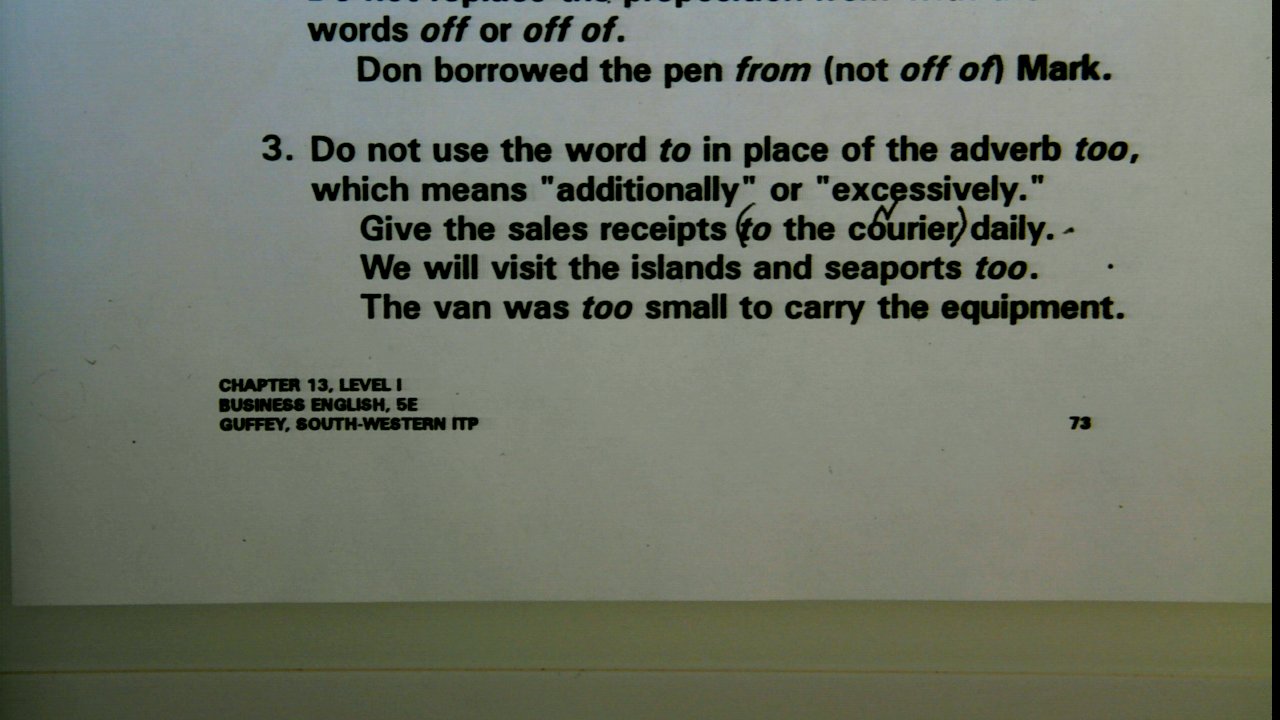 words off or off of.
Don borrowed the pen from (not off of) Mark.
3. Do not use the word to in place of the adverb too,
which means "additionally" or "excessively."
Give the sales receipts (to the courier) daily.
We will visit the islands and seaports too.
The van was too small to carry the equipment.
CHAPTER 13, LEVEL I
BUSINESS ENGLISH, 5E
GUFFEY, SOUTH-WESTERN ITP
73